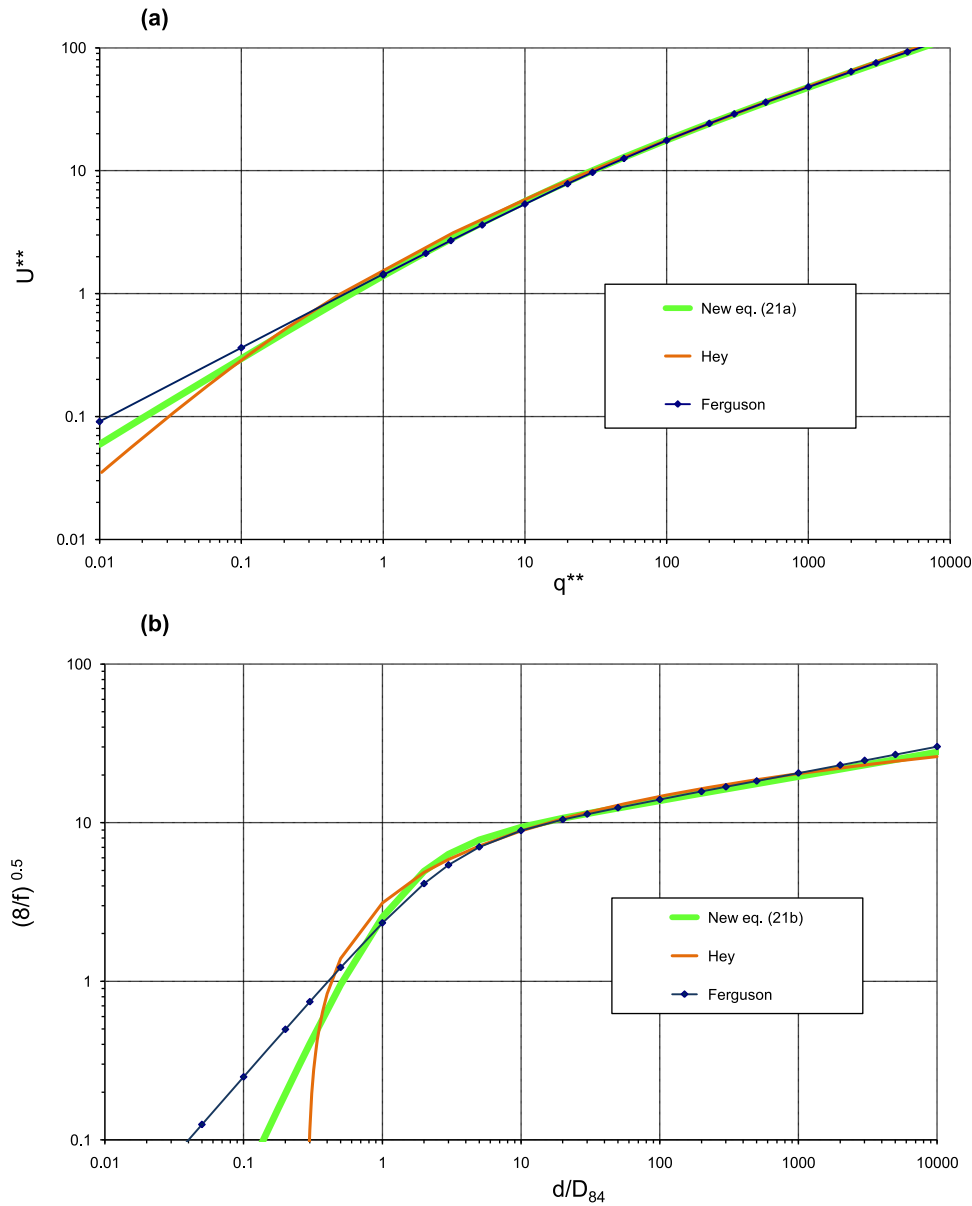 (a)
100
10
1
0.1
0.01
U**
0.01 0.1 1 10 100 1000 10000
q**
New eq. (21a)
Hey
Ferguson
(b)
100
10
1
0.1
(8/f) 0.5
0.01 0.1 1 10 100 1000 10000
d/D84
New eq. (21b)
Hey
Ferguson